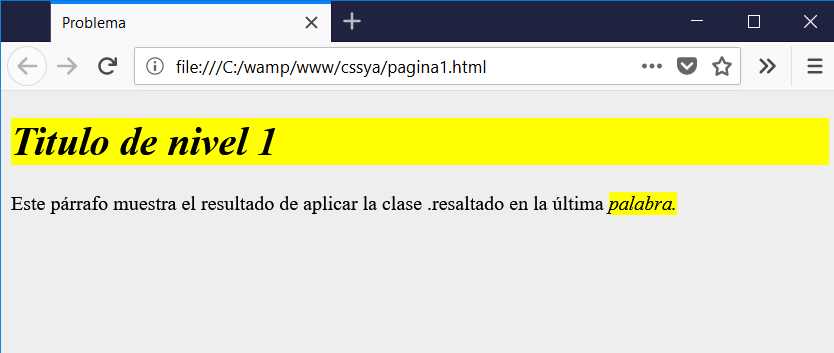 Problema
file:///C:/wamp/www/cssya/pagina1.html
Titulo de nivel 1
Este párrafo muestra el resultado de aplicar la clase .resaltado en la última palabra.